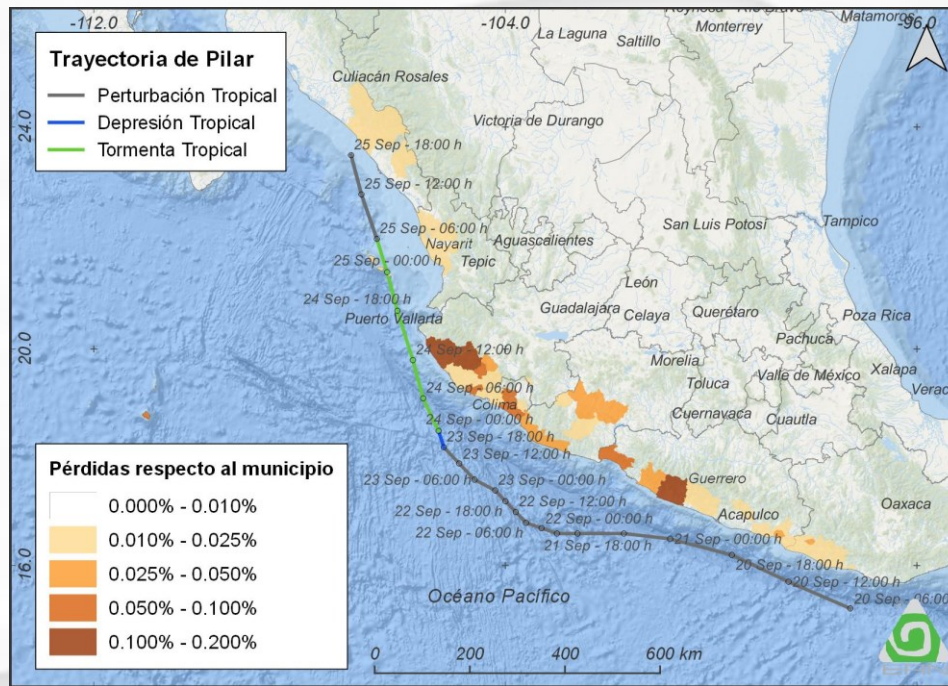 -112.0
-104.0
-96.0
Matamoros
Monterrey
La Laguna
Saltillo
Trayectoria de Pilar
Perturbación Tropical
Depresión Tropical
Tormenta Tropical
Culiacán Rosales
24.0
Victoria de Durango
25 Sep - 18:00 h
25 Sep - 12:00 h
San Luis Potosí
Tampico
25 Sep - 06:00 h
Nayarit
Aguascalientes
Tepic
25 Sep - 00:00 h
León
24 Sep - 18:00 h
Puerto Vallarta
Guadalajara
Celaya
Querétaro
Poza Rica
Pachuca
20.0
24 Sep - 12:00 h
Morelia
Valle de México
Xalapa
Toluca
24 Sep - 06:00 h
Cuernavaca
Cuautla
Colima
24 Sep - 00:00 h
23 Sep - 18:00 h
23 Sep - 12:00 h
Pérdidas respecto al municipio
0.000% - 0.010%
0.010% - 0.025%
0.025% - 0.050%
0.050% - 0.100%
0.100% - 0.200%
23 Sep - 06:00 h
23 Sep - 00:00 h
Guerrero
22 Sep - 12:00 h
Oaxaca
22 Sep - 18:00 h
22 Sep - 00:00 h
Acapulco
22 Sep - 06:00 h
21 Sep - 18:00 h
21 Sep - 00:00 h
16.0
20 Sep - 18:00 h
20 Sep - 12:00 h
20 Sep - 06:00
Océano Pacífico
0 200 400 600 km